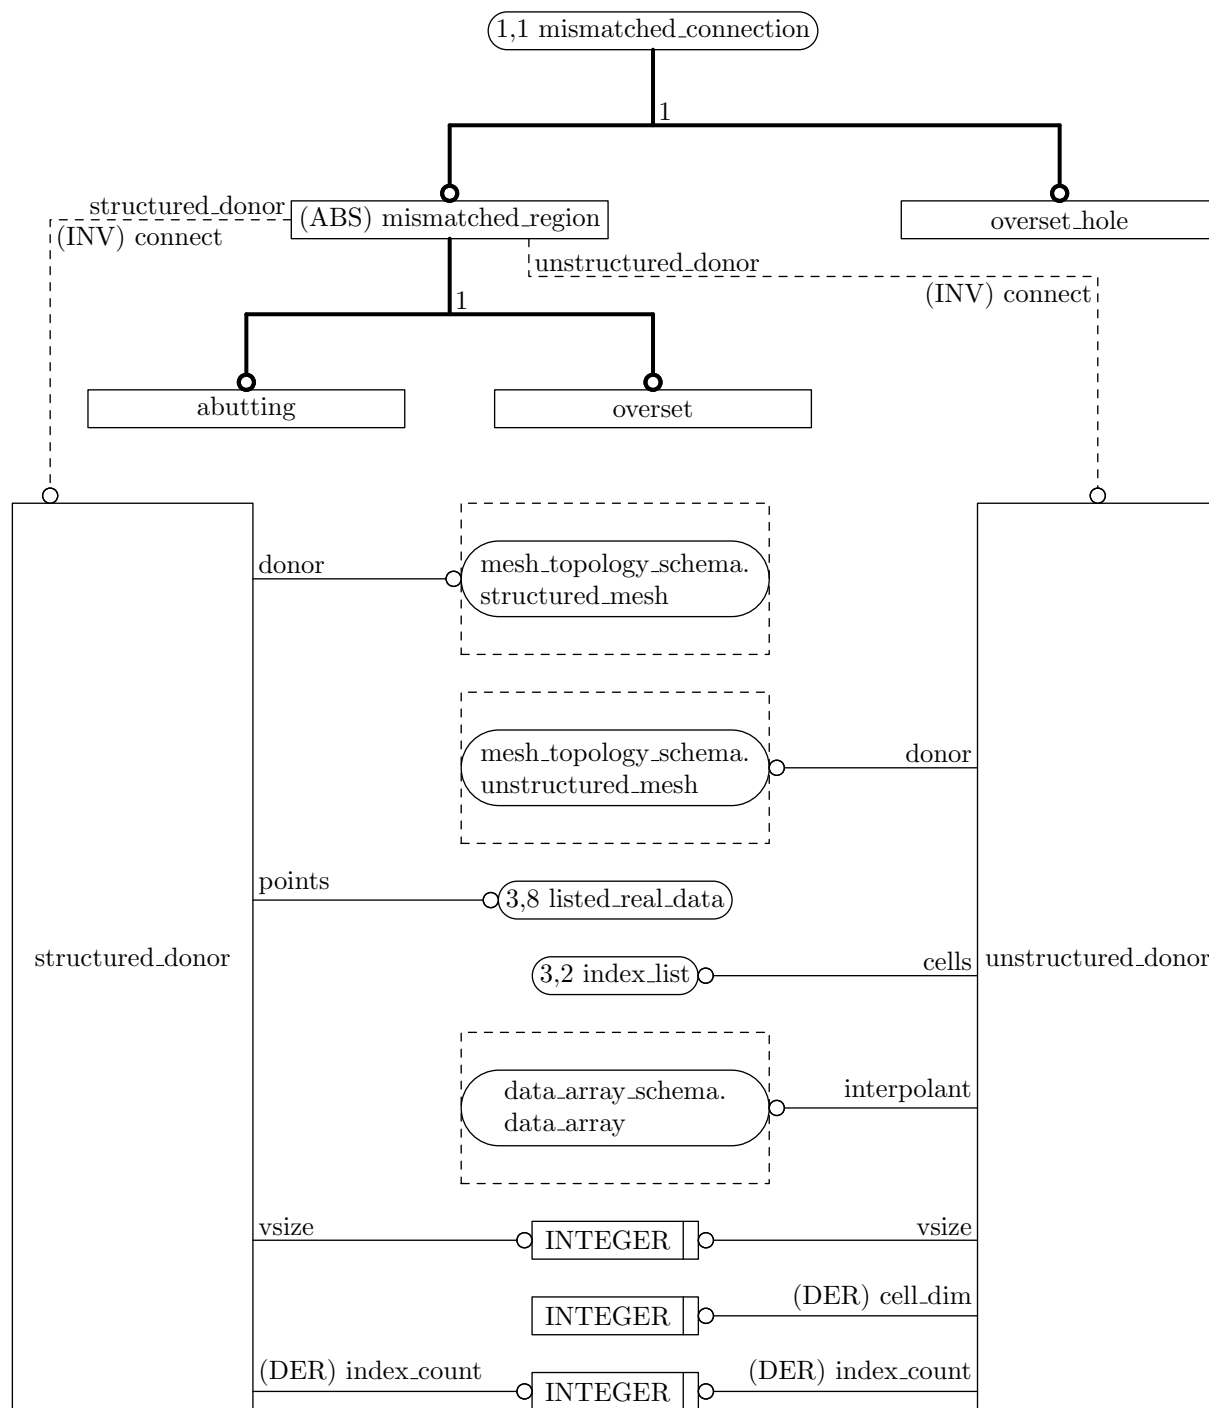 1,1 mismatched_connection
1
structured_donor
(ABS) mismatched_region
overset_hole
(INV) connect
unstructured_donor
(INV) connect
1
abutting
overset
donor
mesh_topology_schema.
structured_mesh
mesh_topology_schema.
unstructured_mesh
donor
points
3,8 listed_real_data
structured_donor
unstructured_donor
3,2 index_list
cells
data_array_schema.
data_array
interpolant
vsize
INTEGER
vsize
INTEGER
(DER) cell_dim
(DER) index_count
INTEGER
(DER) index_count